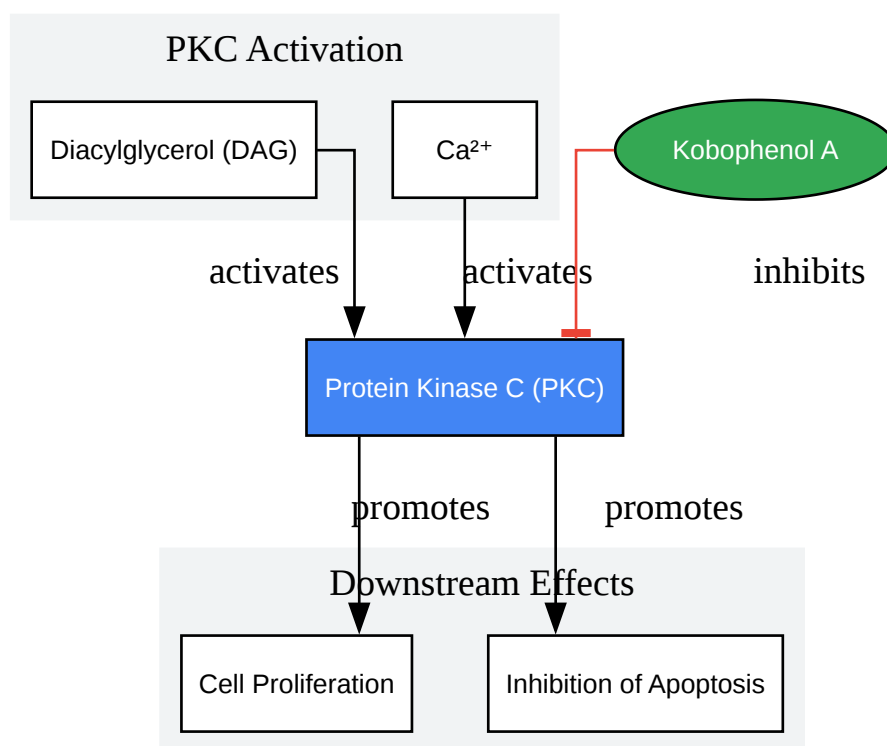 PKC Activation
Diacylglycerol (DAG)
Ca²⁺
Kobophenol A
activates
activates
inhibits
Protein Kinase C (PKC)
promotes
promotes
Downstream Effects
Cell Proliferation
Inhibition of Apoptosis